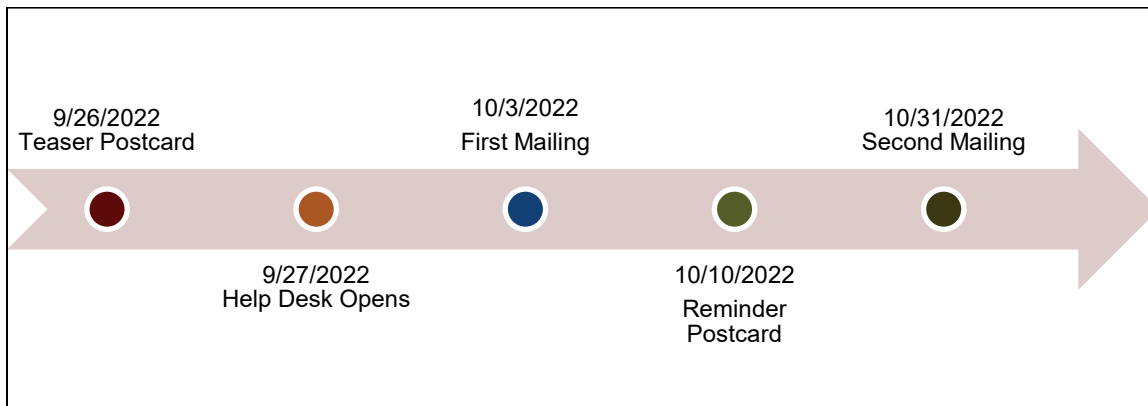 9/26/2022
Teaser Postcard
9/27/2022
Help Desk Opens
10/3/2022
First Mailing
10/10/2022
Reminder
Postcard
10/31/2022
Second Mailing